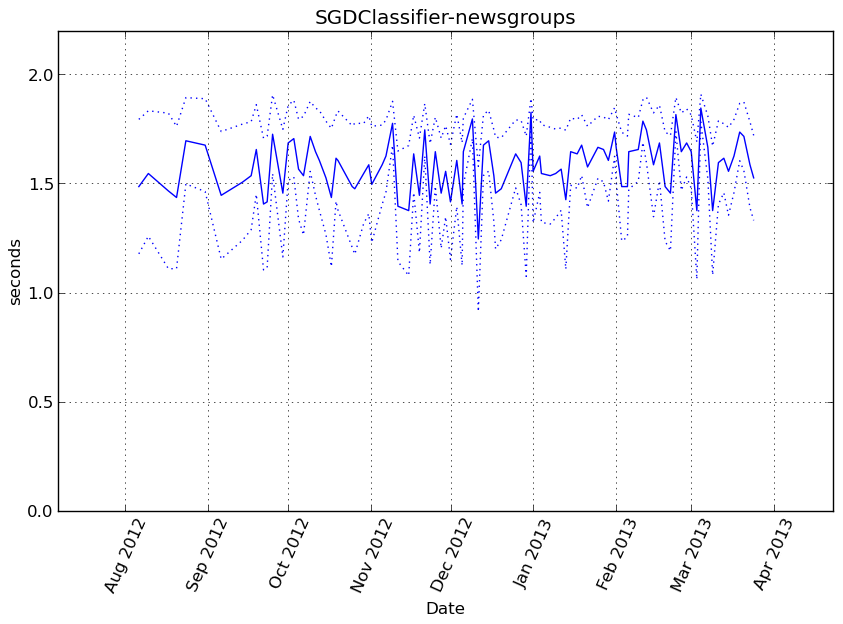 SGDClassifier-newsgroups
2.0
1.5
1.0
0.5
0.0
seconds
Aug 2012
Sep 2012
Oct 2012
Nov 2012
Dec 2012
Jan 2013
Feb 2013
Mar 2013
Apr 2013
Date